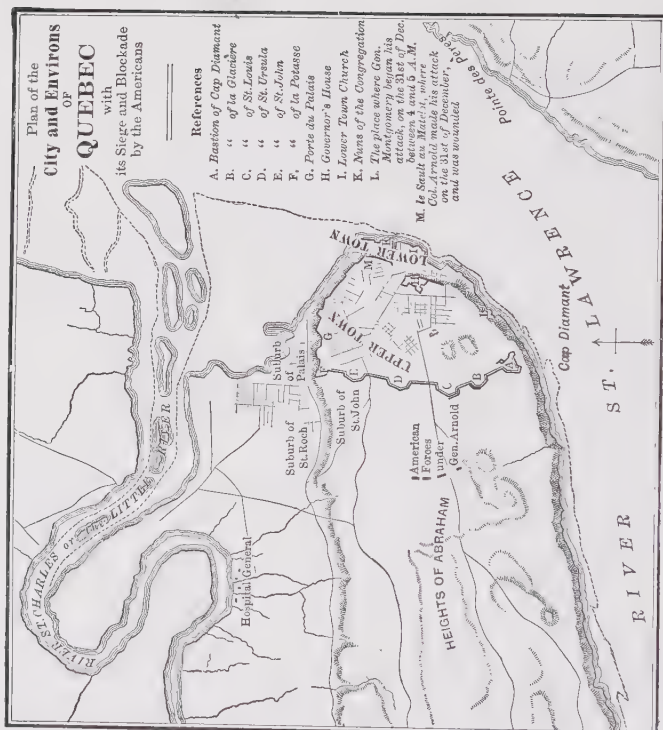 Plan of the
City and Environs
OF
QUEBEC
with
its Siege and Blockade
by the Americans
References
A. Bastion of Cap Diamant
B. " of la Glacière
C. " of St. Louis
D. " of St. Ursula
E. " of St. John
F. " of la Potasse
G. Porte du Palais
H. Governor's House
I. Lower Town Church
K. Nuns of the Congregation
L. The place where Gen.
Montgomery began his
attack, on the 31st of Dec.
between 4 and 5 A.M.
M. le Sault au Matelot, where
Col. Arnold made his attack
on the 31st of December,
and was wounded
RIVER ST. CHARLES or the LITTLE RIVER
Hospital General
Suburb
of
Palais
Suburb of
St. Roch
Suburb of
St. John
UPPER TOWN
LOWER TOWN
G
E
D
C
B
M
I
American
Forces
under
Gen. Arnold
HEIGHTS OF ABRAHAM
Cap Diamant
Pointe des Peres
RIVER ST. LAWRENCE